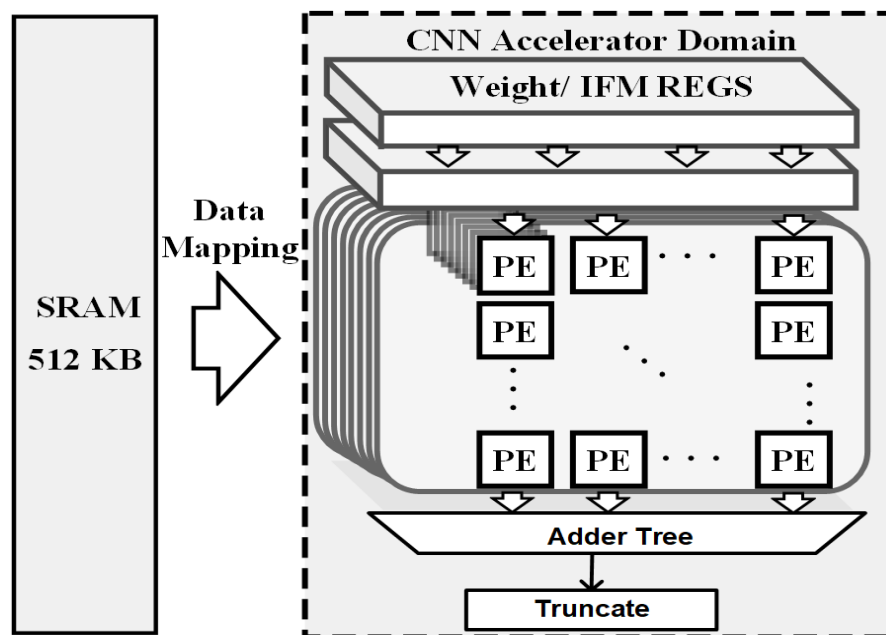 CNN Accelerator Domain
Weight/ IFM REGS
Data
Mapping
SRAM
512 KB
PE PE · · · PE
PE PE
PE PE · · · PE
Adder Tree
Truncate